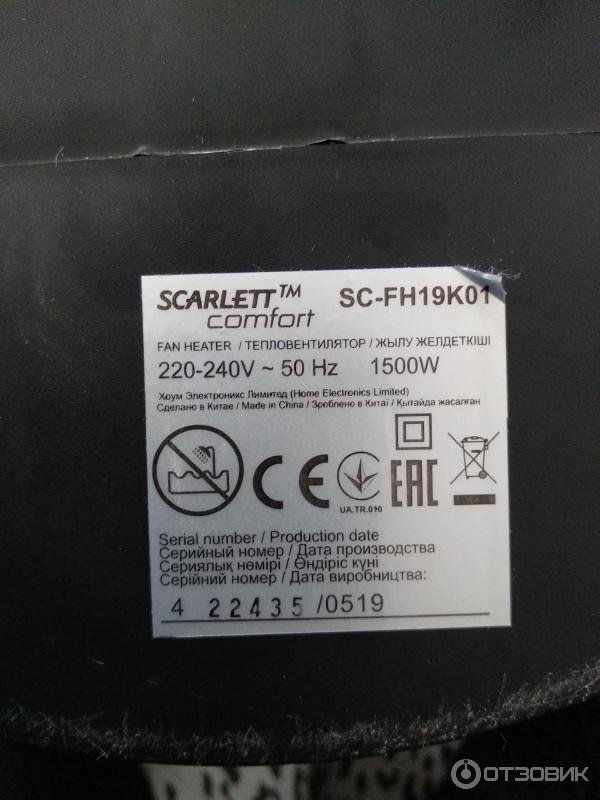 SCARLETT™ comfort SC-FH19K01
FAN HEATER / ТЕПЛОВЕНТИЛЯТОР / ЖЫЛУ ЖЕЛДЕТКІШІ
220-240V ~ 50 Hz 1500W
Хоум Электроникс Лимитед (Home Electronics Limited)
Сделано в Китае / Made in China / Зроблено в Китаї / Қытайда жасалған
CE
UA.TR.010
EAC
Serial number / Production date
Серийный номер / Дата производства
Сериялық нөмірі / Өндіріс күні
Серійний номер / Дата виробництва:
4 22435 /0519
ОТЗОВИК